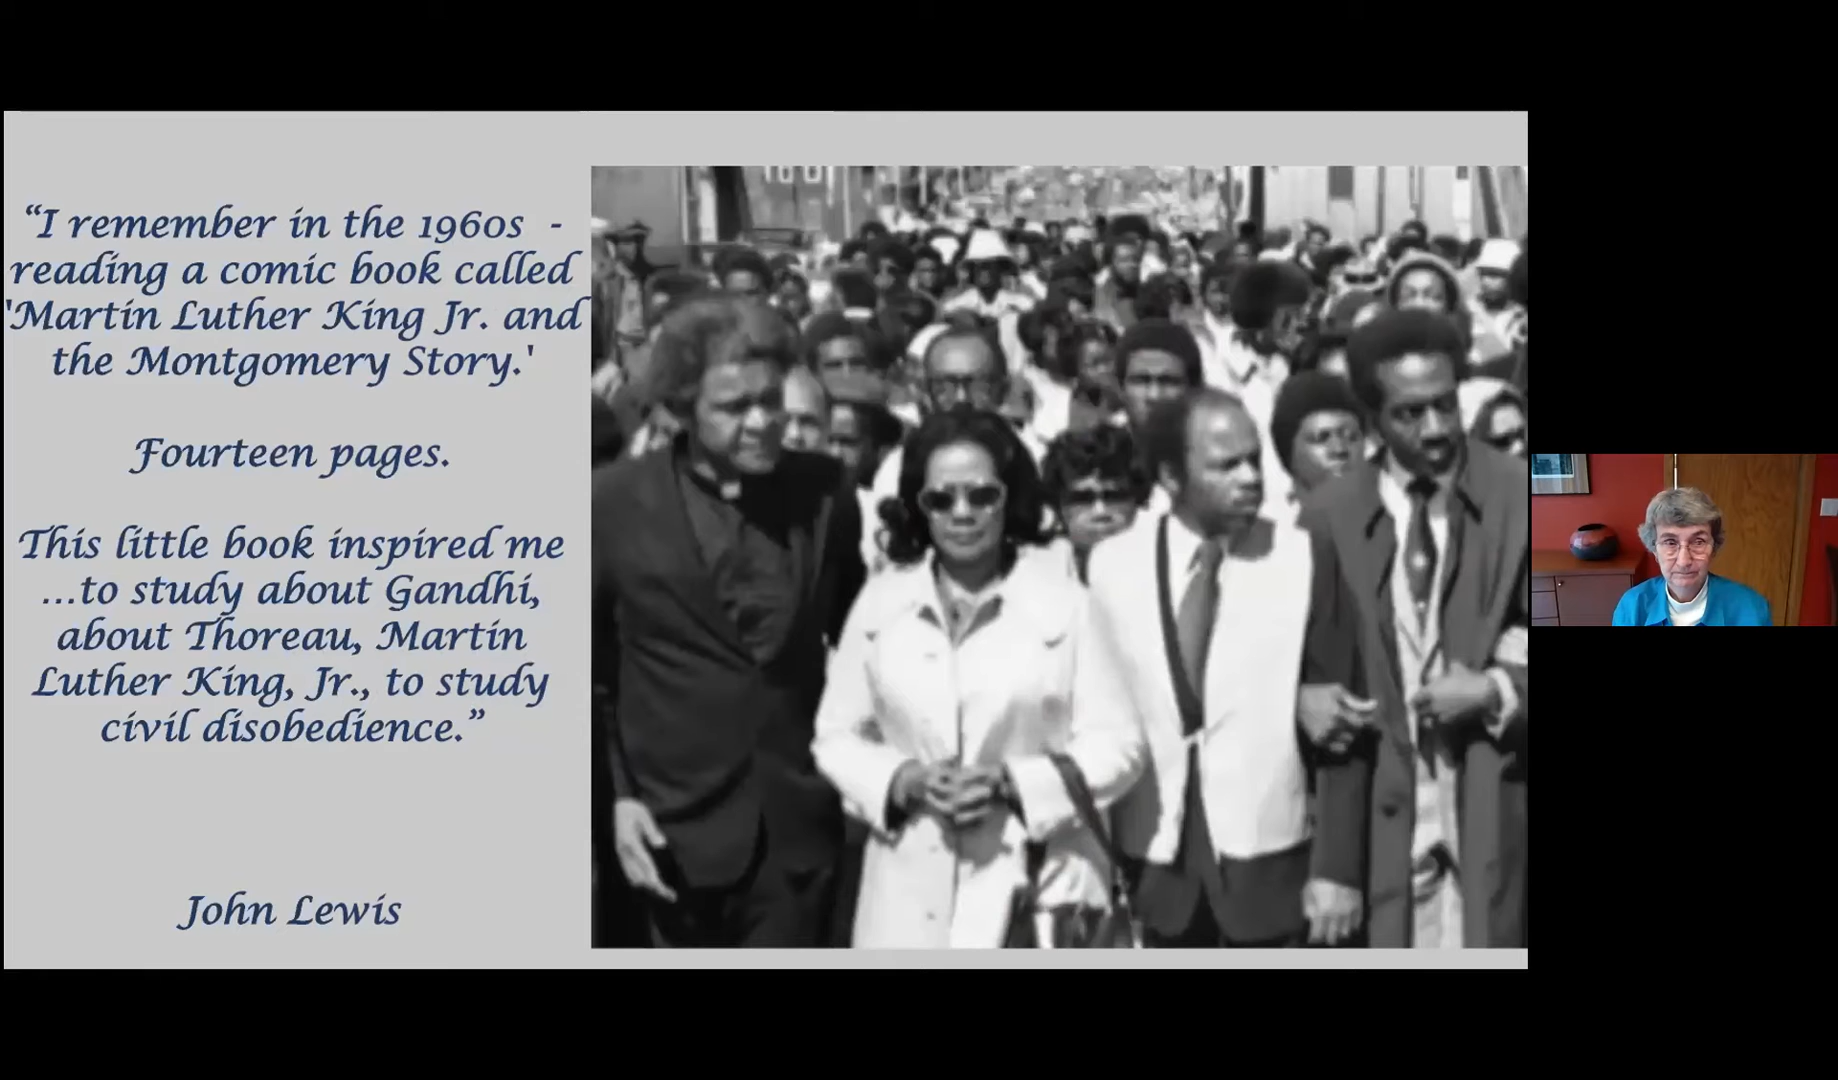 “I remember in the 1960s -
reading a comic book called
'Martin Luther King Jr. and
the Montgomery Story.'
Fourteen pages.
This little book inspired me
...to study about Gandhi,
about Thoreau, Martin
Luther King, Jr., to study
civil disobedience.”
John Lewis